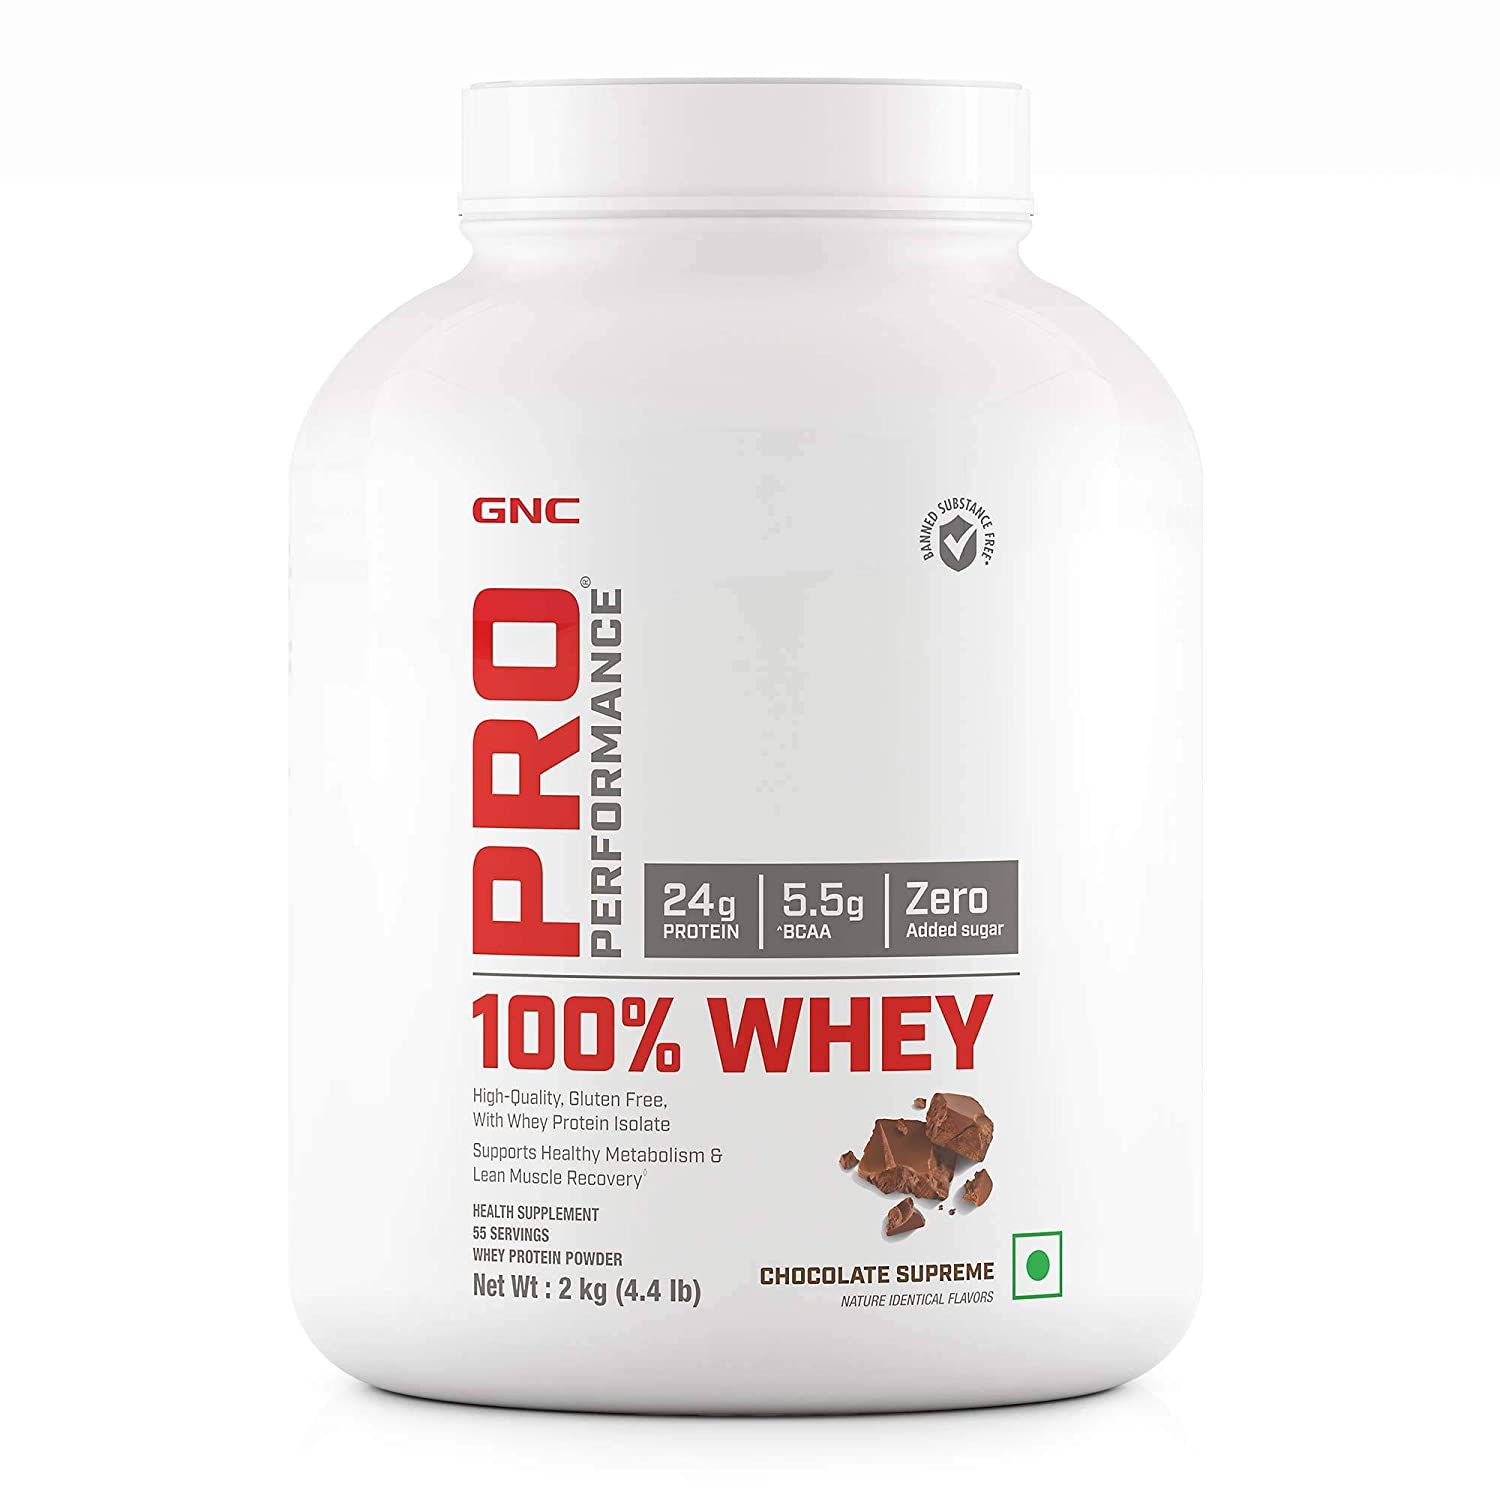 GNC
BANNED SUBSTANCE FREE•
PRO®
PERFORMANCE
24g
PROTEIN
5.5g
^BCAA
Zero
Added sugar
100% WHEY
High-Quality, Gluten Free,
With Whey Protein Isolate
Supports Healthy Metabolism &
Lean Muscle Recovery◊
HEALTH SUPPLEMENT
55 SERVINGS
WHEY PROTEIN POWDER
Net Wt : 2 kg (4.4 lb)
CHOCOLATE SUPREME
NATURE IDENTICAL FLAVORS